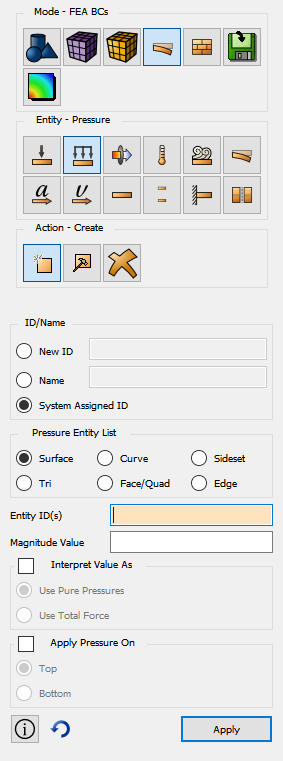 Mode - FEA BCs
Entity - Pressure
a v
Action - Create
ID/Name
New ID
Name
System Assigned ID
Pressure Entity List
Surface Curve Sideset
Tri Face/Quad Edge
Entity ID(s)
Magnitude Value
Interpret Value As
Use Pure Pressures
Use Total Force
Apply Pressure On
Top
Bottom
i Apply